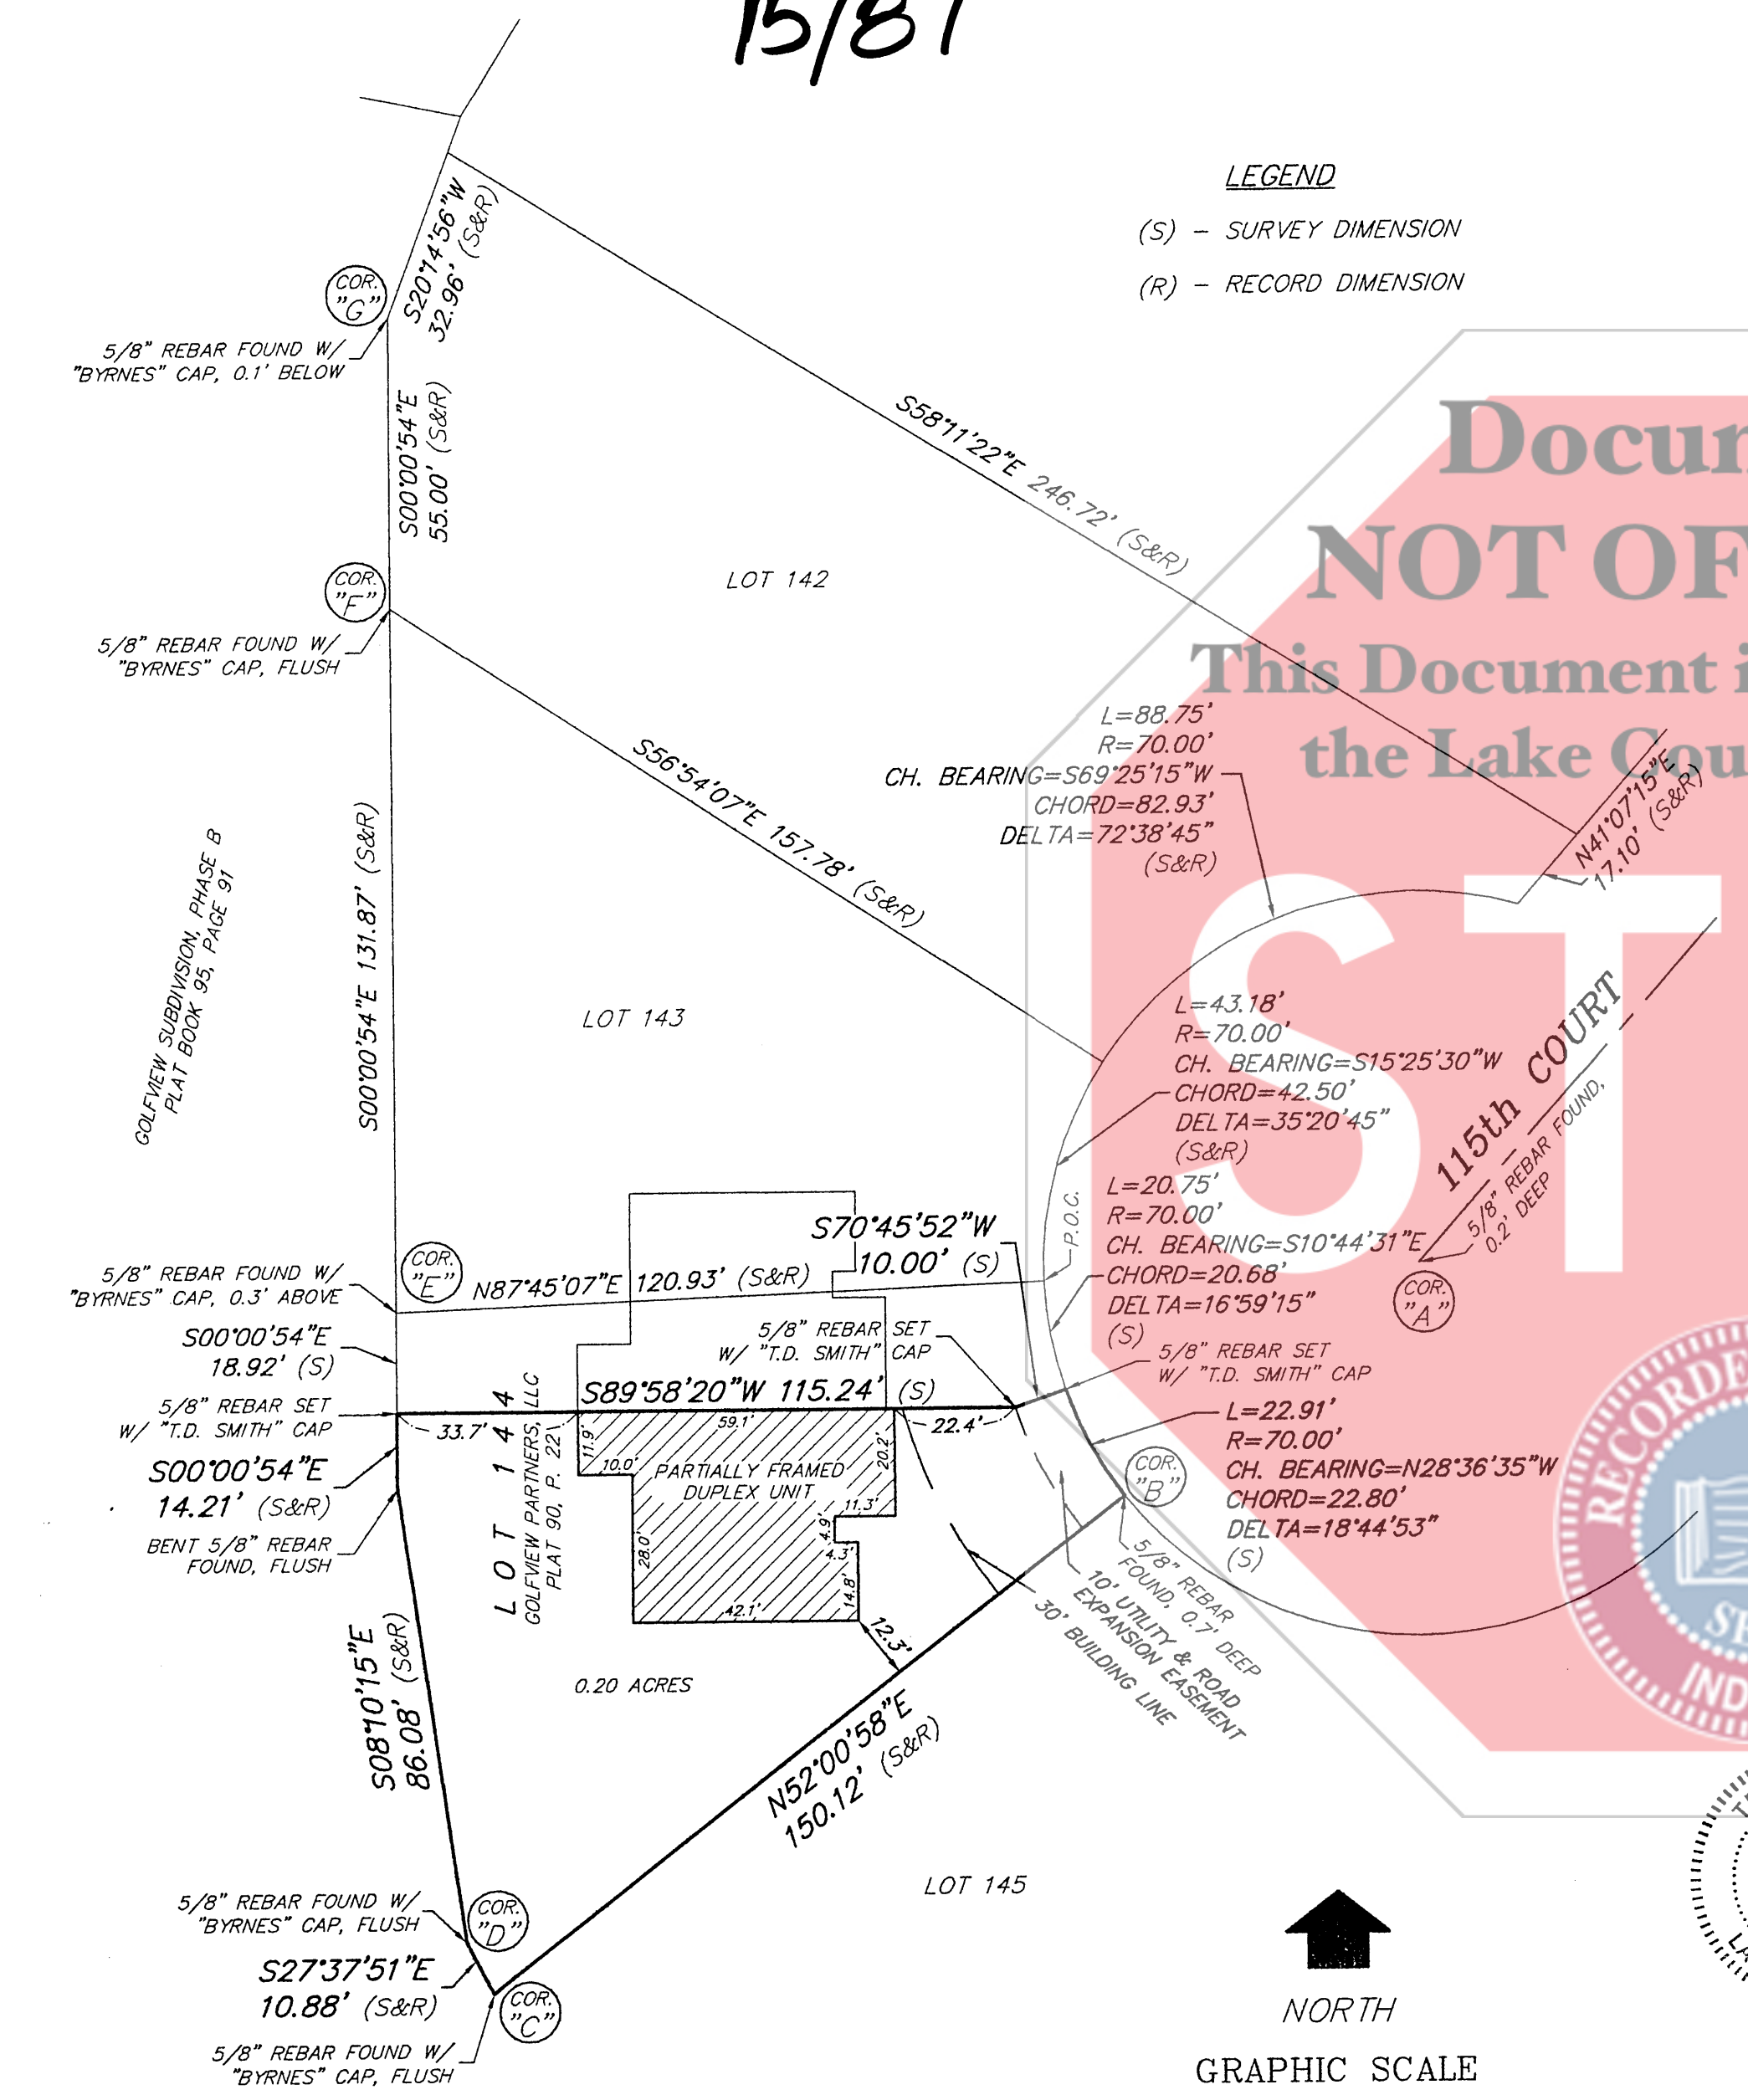 15/87
LEGEND
(S) - SURVEY DIMENSION
(R) - RECORD DIMENSION
S20°14'56"W
32.96' (S&R)
COR.
"G"
5/8" REBAR FOUND W/
"BYRNES" CAP, 0.1' BELOW
S00°00'54"E
55.00' (S&R)
S58°11'22"E 246.72' (S&R)
Docum
NOT OF
This Document i
the Lake Cou
ST
LOT 142
COR.
"F"
5/8" REBAR FOUND W/
"BYRNES" CAP, FLUSH
L=88.75'
R=70.00'
CH. BEARING=S69°25'15"W
CHORD=82.93'
DELTA=72°38'45"
(S&R)
N41°07'15"E
17.10' (S&R)
S56°54'07"E 157.78' (S&R)
GOLFVIEW SUBDIVISION, PHASE B
PLAT BOOK 95, PAGE 91
S00°00'54"E 131.87' (S&R)
LOT 143
L=43.18'
R=70.00'
CH. BEARING=S15°25'30"W
CHORD=42.50'
DELTA=35°20'45"
(S&R)
115th COURT
5/8" REBAR FOUND,
0.2' DEEP
COR.
"A"
P.O.C.
L=20.75'
R=70.00'
CH. BEARING=S10°44'31"E
CHORD=20.68'
DELTA=16°59'15"
(S)
S70°45'52"W
10.00' (S)
COR.
"E"
N87°45'07"E 120.93' (S&R)
5/8" REBAR FOUND W/
"BYRNES" CAP, 0.3' ABOVE
S00°00'54"E
18.92' (S)
5/8" REBAR SET
W/ "T.D. SMITH" CAP
5/8" REBAR SET
W/ "T.D. SMITH" CAP
S89°58'20"W 115.24' (S)
5/8" REBAR SET
W/ "T.D. SMITH" CAP
33.7'
59.1'
22.4'
11.9'
10.0'
20.2'
PARTIALLY FRAMED
DUPLEX UNIT
11.3'
4.9'
4.3'
28.0'
14.8'
42.1'
12.3'
LOT 144
GOLFVIEW PARTNERS, LLC
PLAT 90, P. 22
S00°00'54"E
14.21' (S&R)
BENT 5/8" REBAR
FOUND, FLUSH
L=22.91'
R=70.00'
CH. BEARING=N28°36'35"W
CHORD=22.80'
DELTA=18°44'53"
(S)
COR.
"B"
5/8" REBAR
FOUND, 0.7' DEEP
10' UTILITY & ROAD
EXPANSION EASEMENT
30' BUILDING LINE
RECORDE
SE
IND
S08°10'15"E
86.08' (S&R)
0.20 ACRES
N52°00'58"E
150.12' (S&R)
LOT 145
5/8" REBAR FOUND W/
"BYRNES" CAP, FLUSH
COR.
"D"
S27°37'51"E
10.88' (S&R)
COR.
"C"
5/8" REBAR FOUND W/
"BYRNES" CAP, FLUSH
NORTH
GRAPHIC SCALE